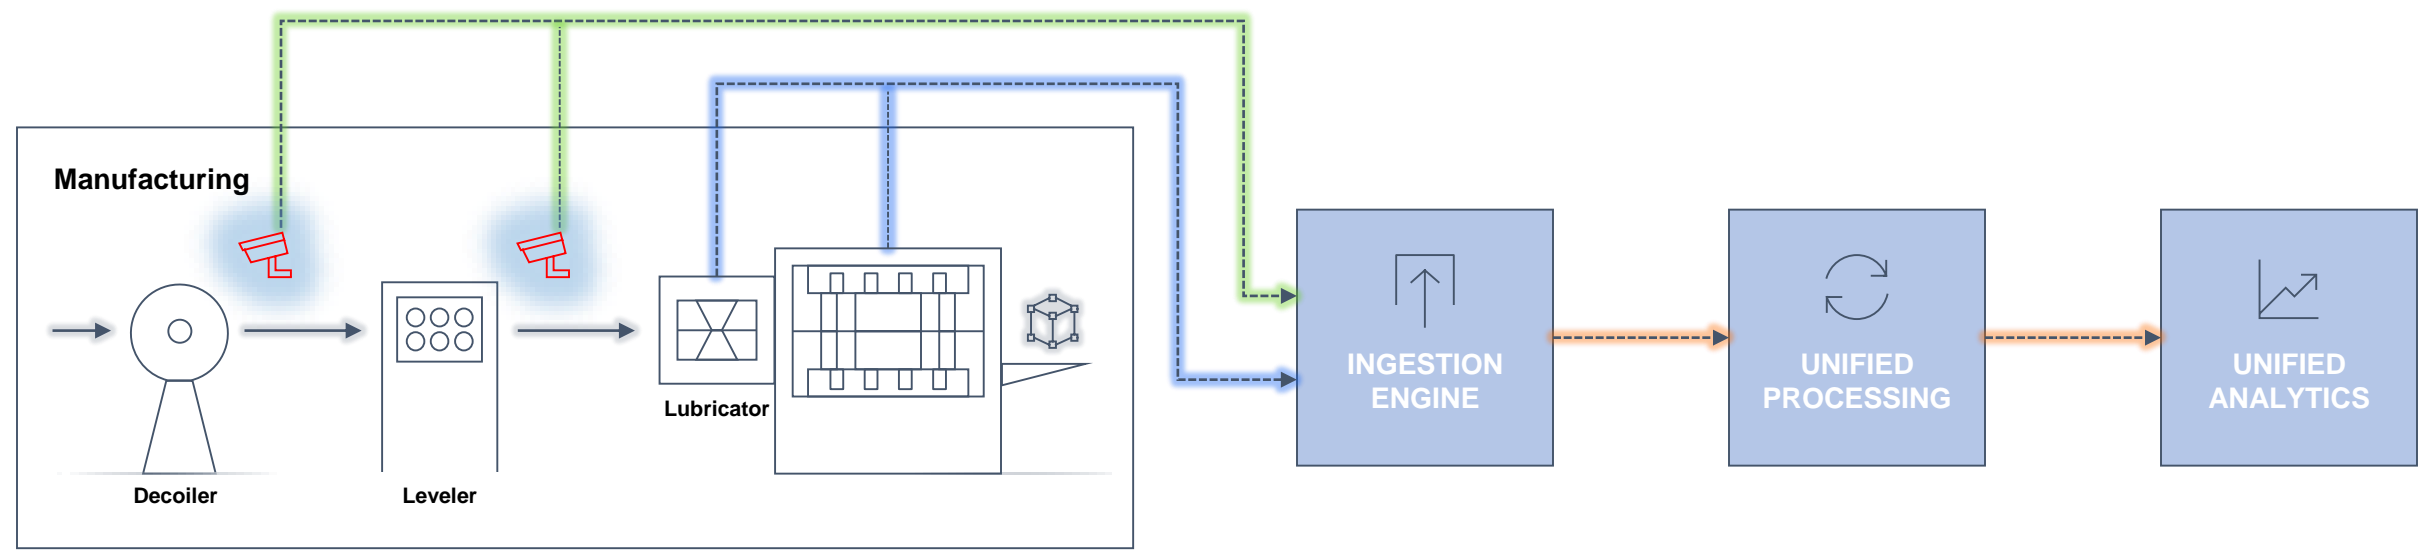 Manufacturing
Decoiler
Leveler
Lubricator
INGESTION
ENGINE
UNIFIED
PROCESSING
UNIFIED
ANALYTICS